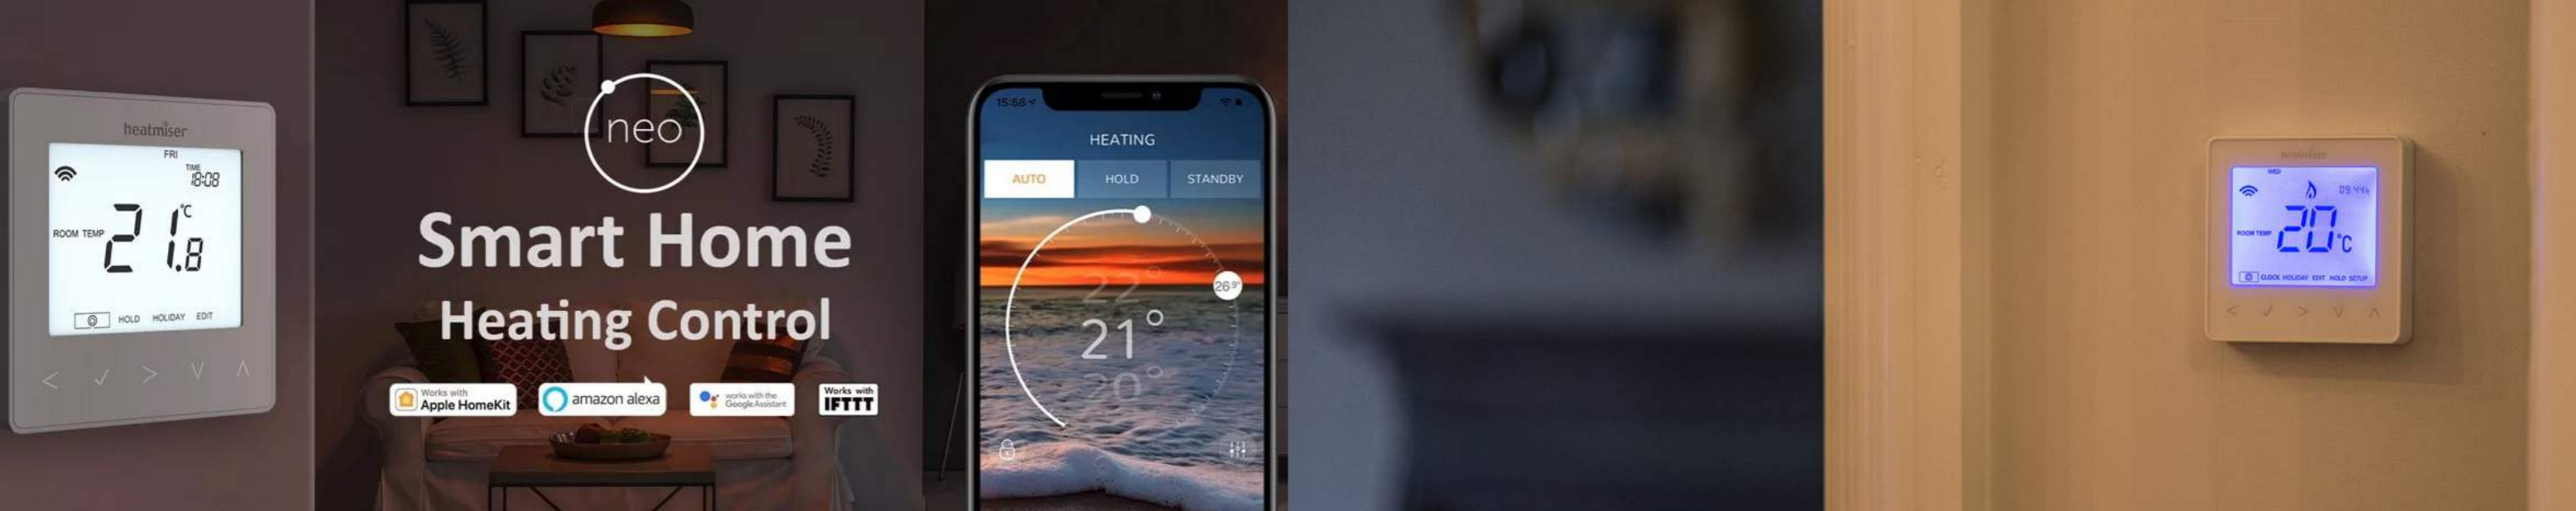 heatmiser
FRI
TIME
18:08
ROOM TEMP
21.8
°C
HOLD HOLIDAY EDIT
neo
Smart Home
Heating Control
Works with
Apple HomeKit
amazon alexa
works with the
Google Assistant
Works with
IFTTT
15:58
HEATING
AUTO HOLD STANDBY
22°
26.9°
21°
20°
heatmiser
WED
09:44h
ROOM TEMP
20°C
CLOCK HOLIDAY EDIT HOLD SETUP